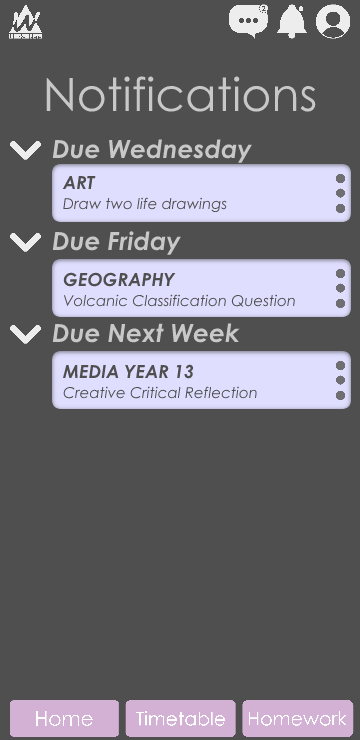 Notifications
Due Wednesday
ART
Draw two life drawings
Due Friday
GEOGRAPHY
Volcanic Classification Question
Due Next Week
MEDIA YEAR 13
Creative Critical Reflection
Home
Timetable
Homework